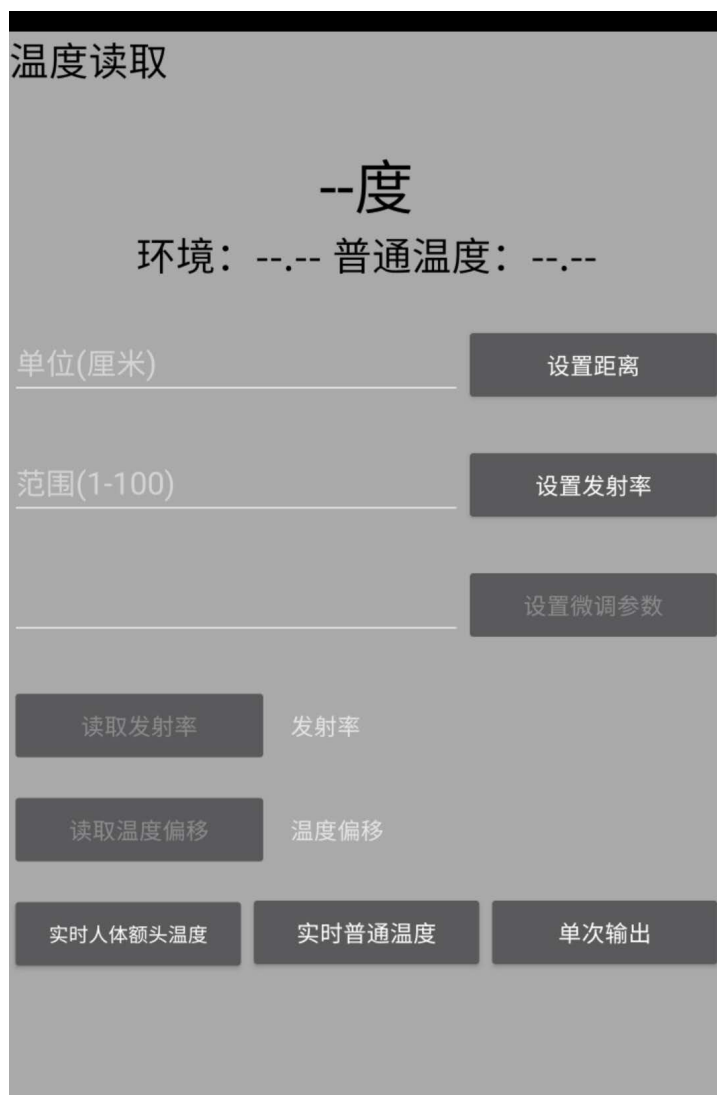 温度读取
--度
环境：--.-- 普通温度：--.--
单位(厘米)
设置距离
范围(1-100)
设置发射率
设置微调参数
读取发射率
发射率
读取温度偏移
温度偏移
实时人体额头温度
实时普通温度
单次输出